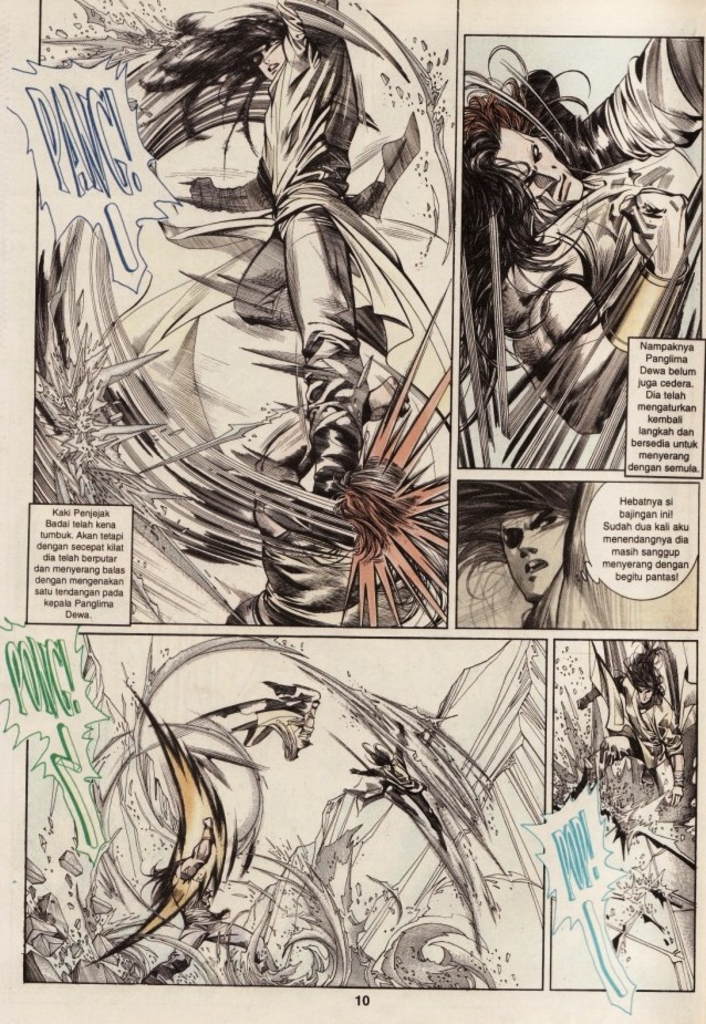 PANG!
Nampaknya
Panglima
Dewa belum
juga cedera.
Dia telah
mengaturkan
kembali
langkah dan
bersedia untuk
menyerang
dengan semula.
Kaki Penjejak
Badai telah kena
tumbuk. Akan tetapi
dengan secepat kilat
dia telah berputar
dan menyerang balas
dengan mengenakan
satu tendangan pada
kepala Panglima
Dewa.
Hebatnya si
bajingan ini!
Sudah dua kali aku
menendangnya dia
masih sanggup
menyerang dengan
begitu pantas!
PONG!
POP!
10